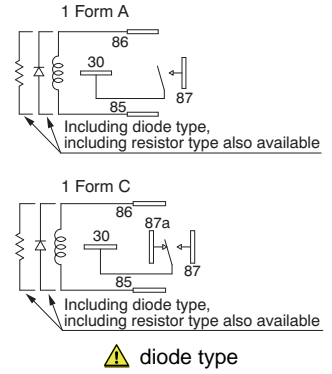 1 Form A
86
30
87
85
Including diode type,
including resistor type also available
1 Form C
86
87a
30
87
85
Including diode type,
including resistor type also available
diode type